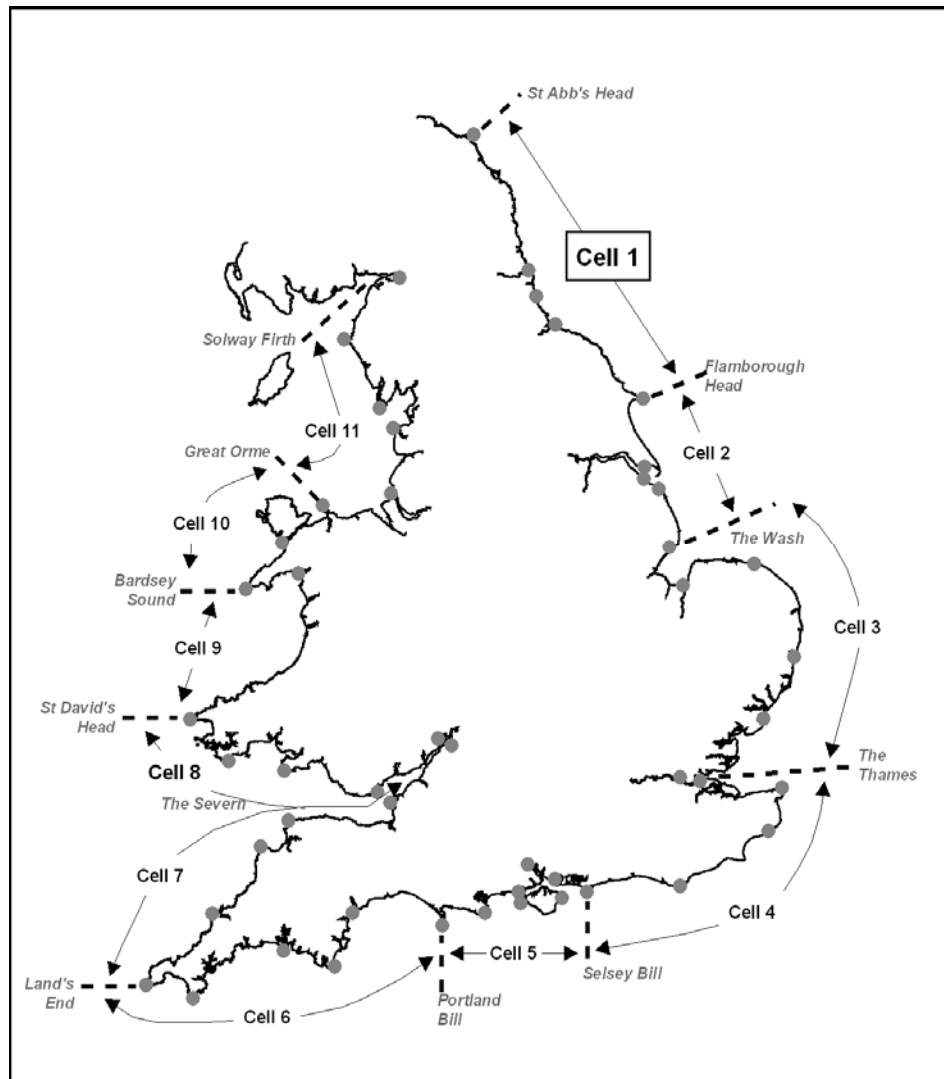 St Abb's Head
Cell 1
Solway Firth
Flamborough
Head
Cell 11
Great Orme
Cell 2
Cell 10
The Wash
Bardsey
Sound
Cell 3
Cell 9
St David's
Head
Cell 8
The
Thames
The Severn
Cell 7
Cell 4
Cell 5
Selsey Bill
Land's
End
Portland
Bill
Cell 6